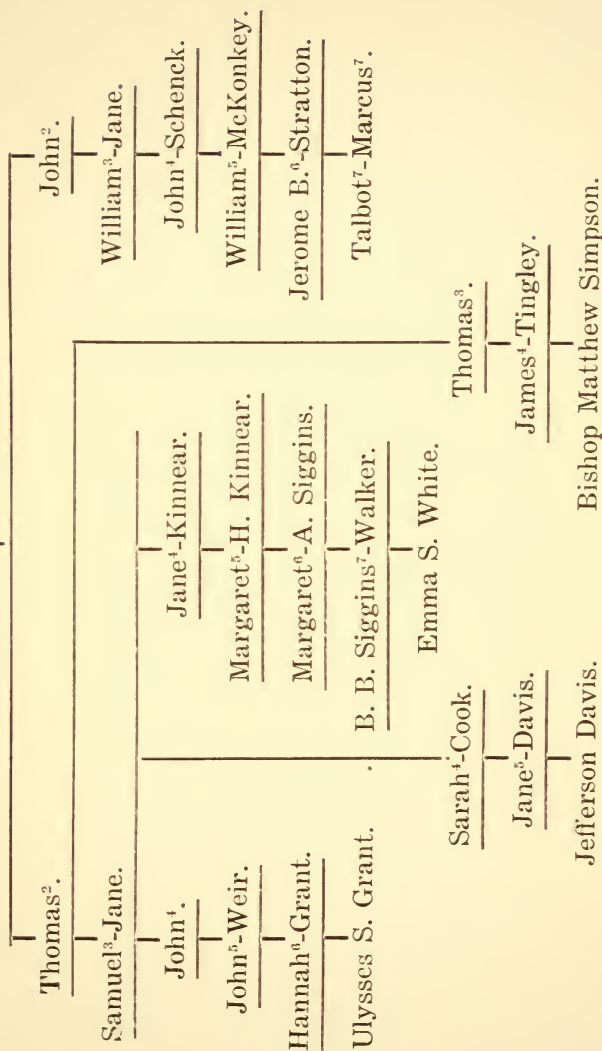 Thomas².
Samuel³-Jane.
John⁴.
John⁵-Weir.
Hannah⁶-Grant.
Ulysses S. Grant.
Sarah⁴-Cook.
Jane⁵-Davis.
Jefferson Davis.
Jane⁴-Kinnear.
Margaret⁵-H. Kinnear.
Margaret⁶-A. Siggins.
B. B. Siggins⁷-Walker.
Emma S. White.
Thomas³.
James⁴-Tingley.
Bishop Matthew Simpson.
John².
William³-Jane.
John⁴-Schenck.
William⁵-McKonkey.
Jerome B.⁶-Stratton.
Talbot⁷-Marcus⁷.